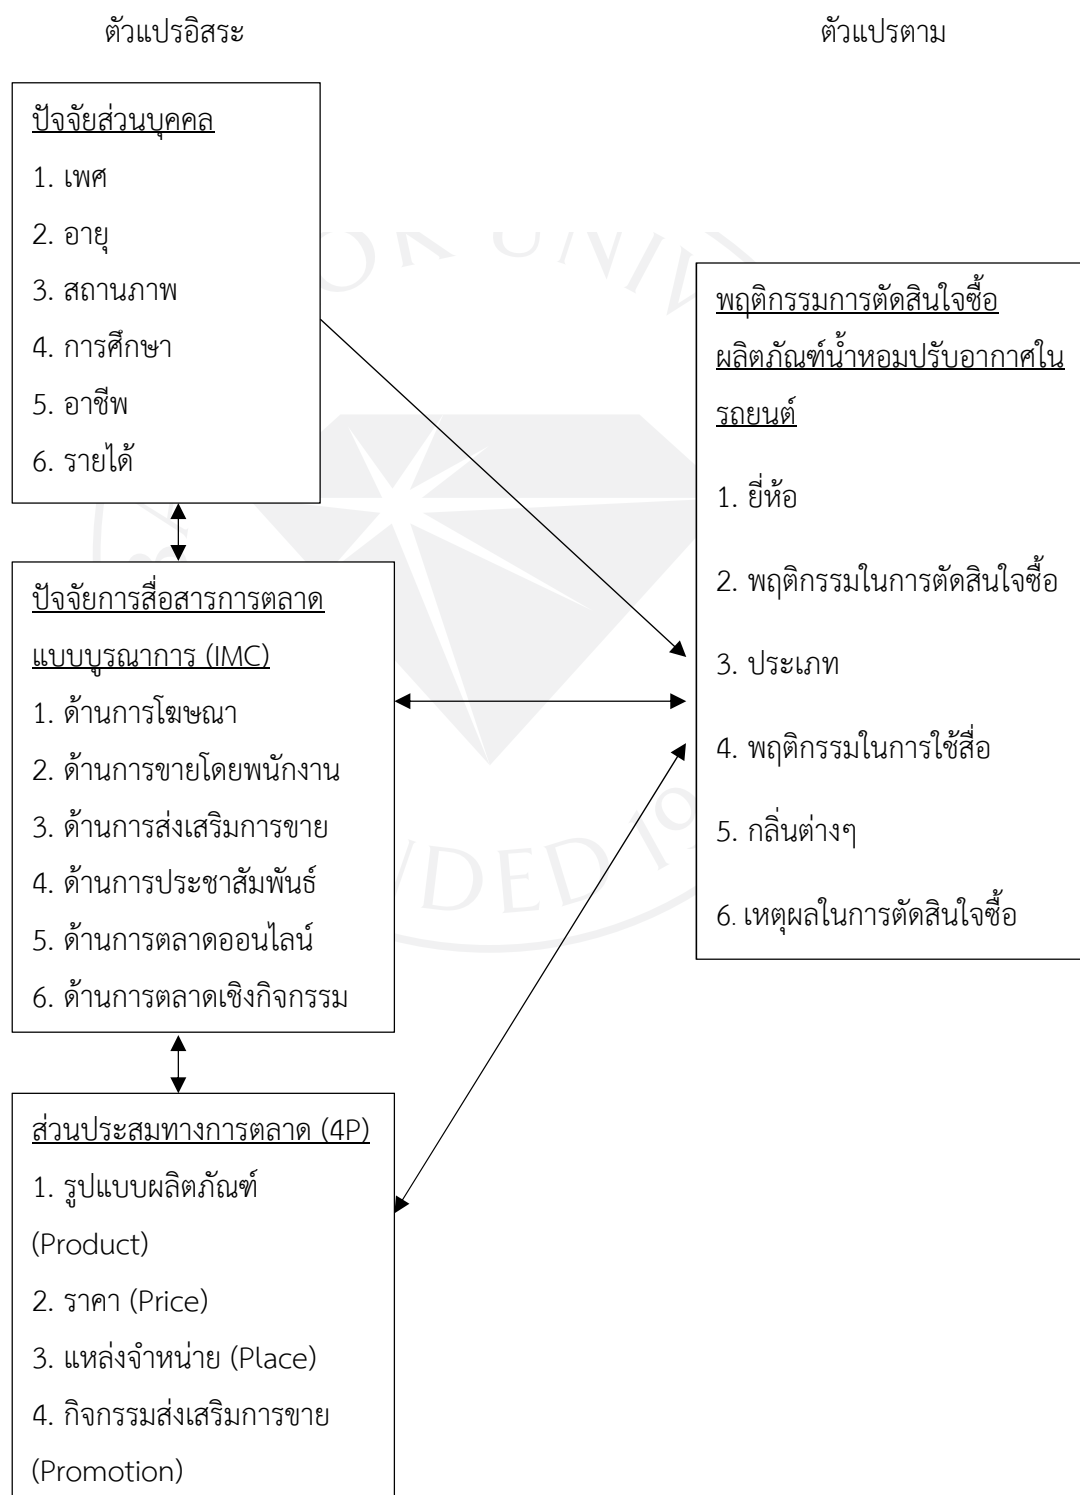 ตัวแปรอิสระ
ตัวแปรตาม
ปัจจัยส่วนบุคคล
1. เพศ
2. อายุ
3. สถานภาพ
4. การศึกษา
5. อาชีพ
6. รายได้
ปัจจัยการสื่อสารการตลาด
แบบบูรณาการ (IMC)
1. ด้านการโฆษณา
2. ด้านการขายโดยพนักงาน
3. ด้านการส่งเสริมการขาย
4. ด้านการประชาสัมพันธ์
5. ด้านการตลาดออนไลน์
6. ด้านการตลาดเชิงกิจกรรม
ส่วนประสมทางการตลาด (4P)
1. รูปแบบผลิตภัณฑ์
(Product)
2. ราคา (Price)
3. แหล่งจำหน่าย (Place)
4. กิจกรรมส่งเสริมการขาย
(Promotion)
พฤติกรรมการตัดสินใจซื้อ
ผลิตภัณฑ์น้ำหอมปรับอากาศใน
รถยนต์
1. ยี่ห้อ
2. พฤติกรรมในการตัดสินใจซื้อ
3. ประเภท
4. พฤติกรรมในการใช้สื่อ
5. กลิ่นต่างๆ
6. เหตุผลในการตัดสินใจซื้อ